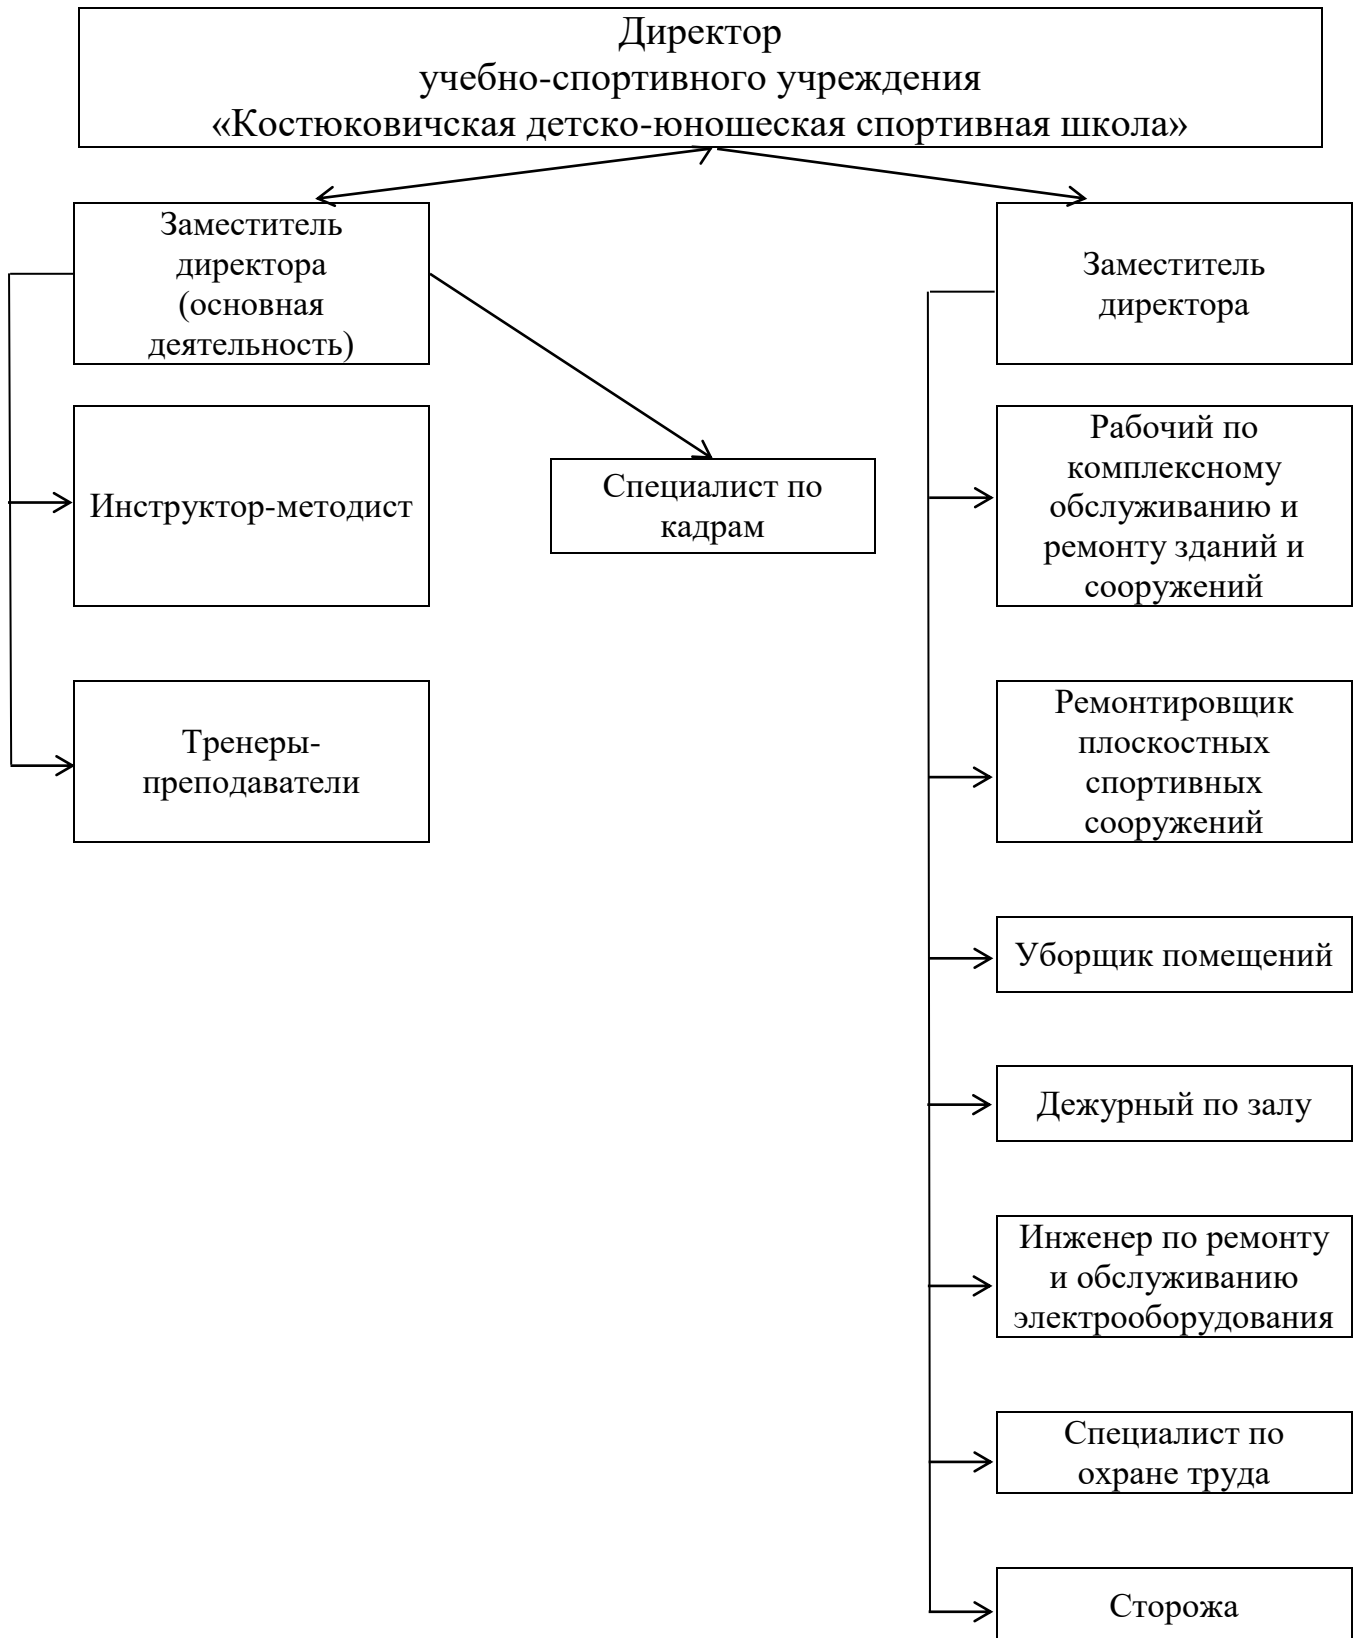 Директор
учебно-спортивного учреждения
«Костюковичская детско-юношеская спортивная школа»
Заместитель
директора
(основная
деятельность)
Заместитель
директора
Инструктор-методист
Специалист по
кадрам
Рабочий по
комплексному
обслуживанию и
ремонту зданий и
сооружений
Тренеры-
преподаватели
Ремонтировщик
плоскостных
спортивных
сооружений
Уборщик помещений
Дежурный по залу
Инженер по ремонту
и обслуживанию
электрооборудования
Специалист по
охране труда
Сторожа